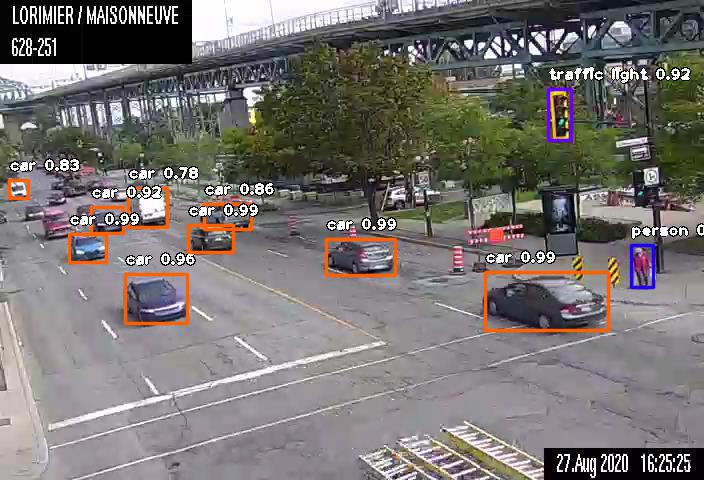 LORIMIER / MAISONNEUVE
628-251
traffic light 0.92
car 0.83
car 0.78
car 0.92
car 0.86
car 0.99
car 0.99
car 0.99
person 0
car 0.96
car 0.99
27.Aug 2020 16:25:25